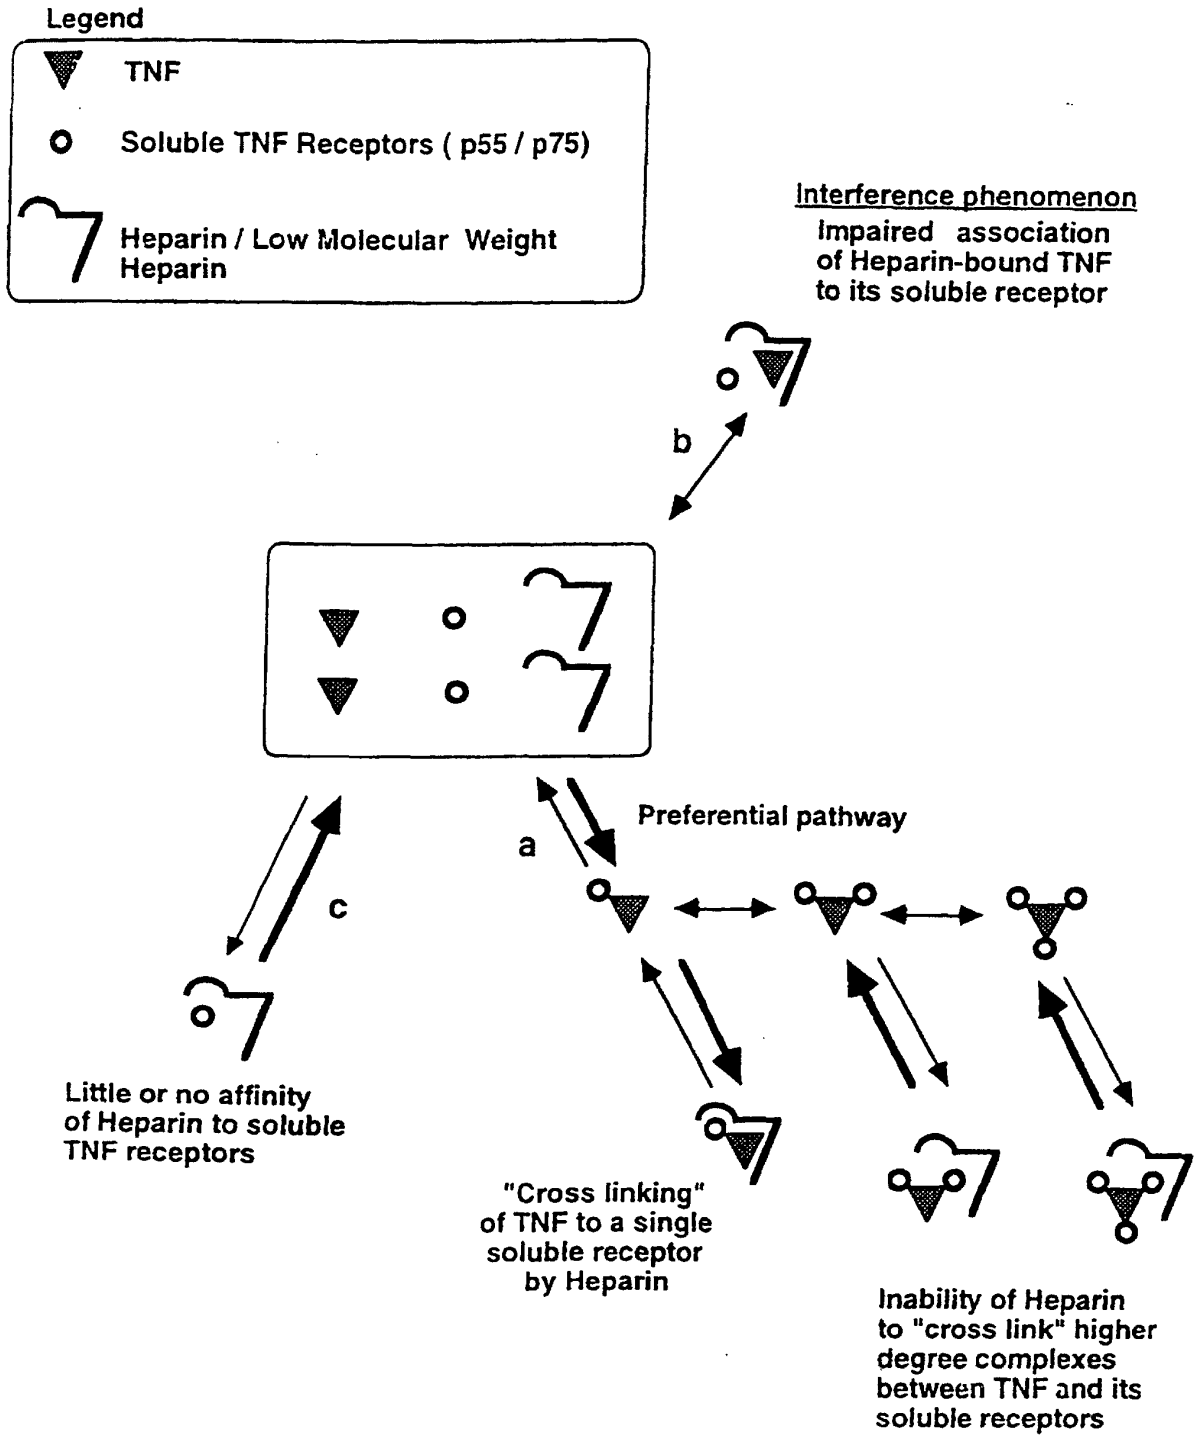 Legend
TNF
Soluble TNF Receptors ( p55 / p75)
Heparin / Low Molecular Weight
Heparin
Interference phenomenon
Impaired association
of Heparin-bound TNF
to its soluble receptor
b
Preferential pathway
a
c
Little or no affinity
of Heparin to soluble
TNF receptors
"Cross linking"
of TNF to a single
soluble receptor
by Heparin
Inability of Heparin
to "cross link" higher
degree complexes
between TNF and its
soluble receptors